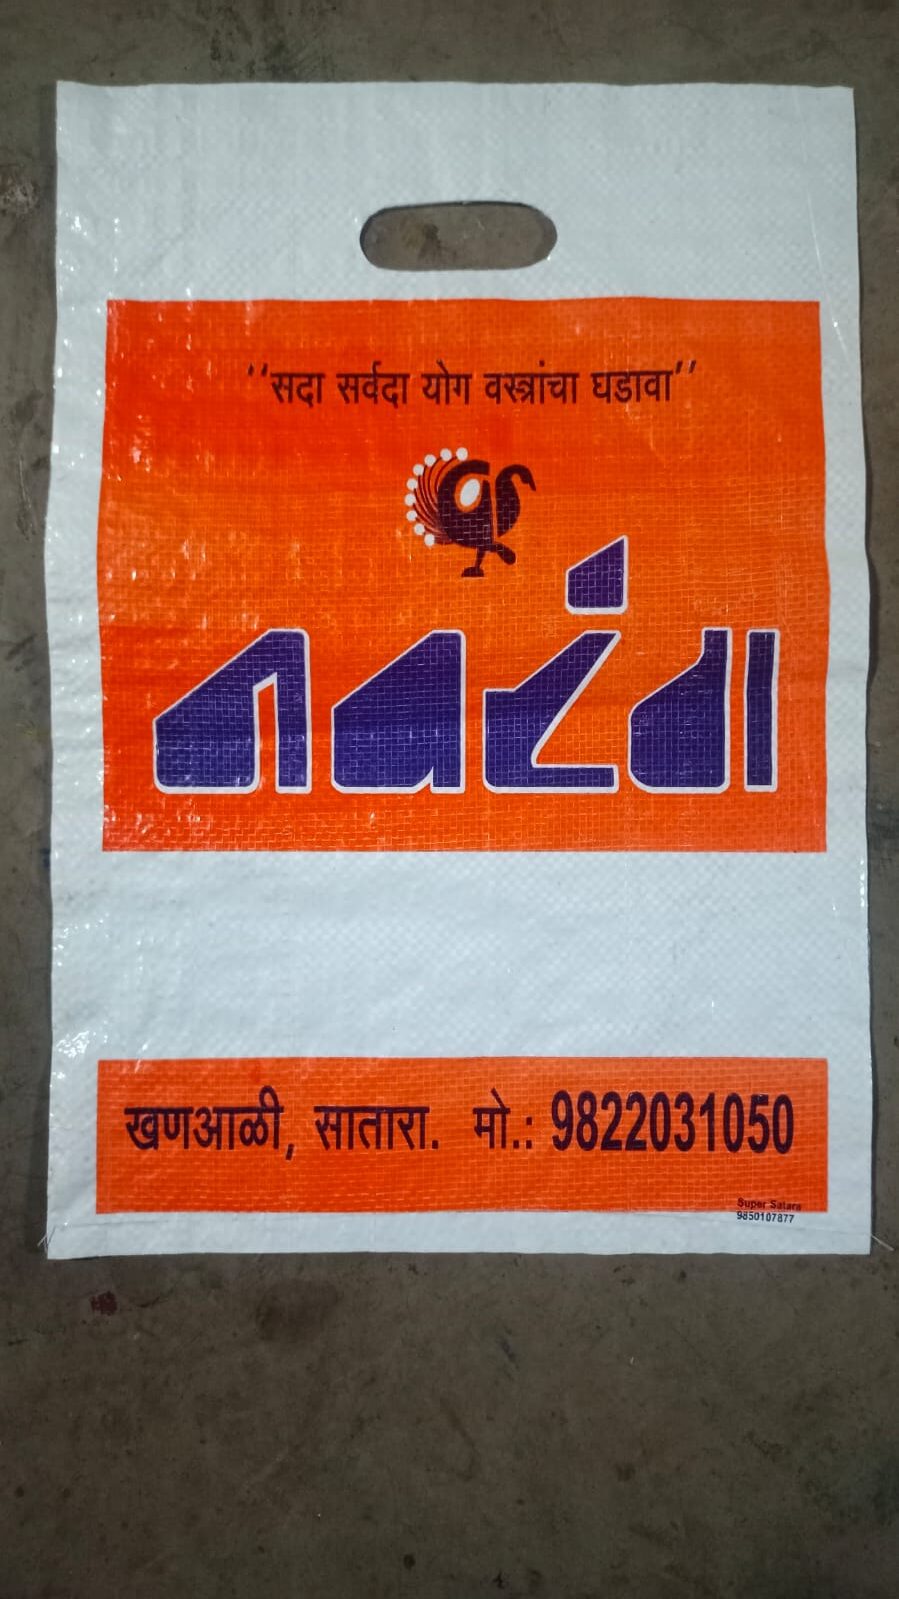 ‘‘सदा सर्वदा योग वस्त्रांचा घडावा’’
नवरंग
खणआळी, सातारा. मो.: 9822031050
Super Satara
9850107877